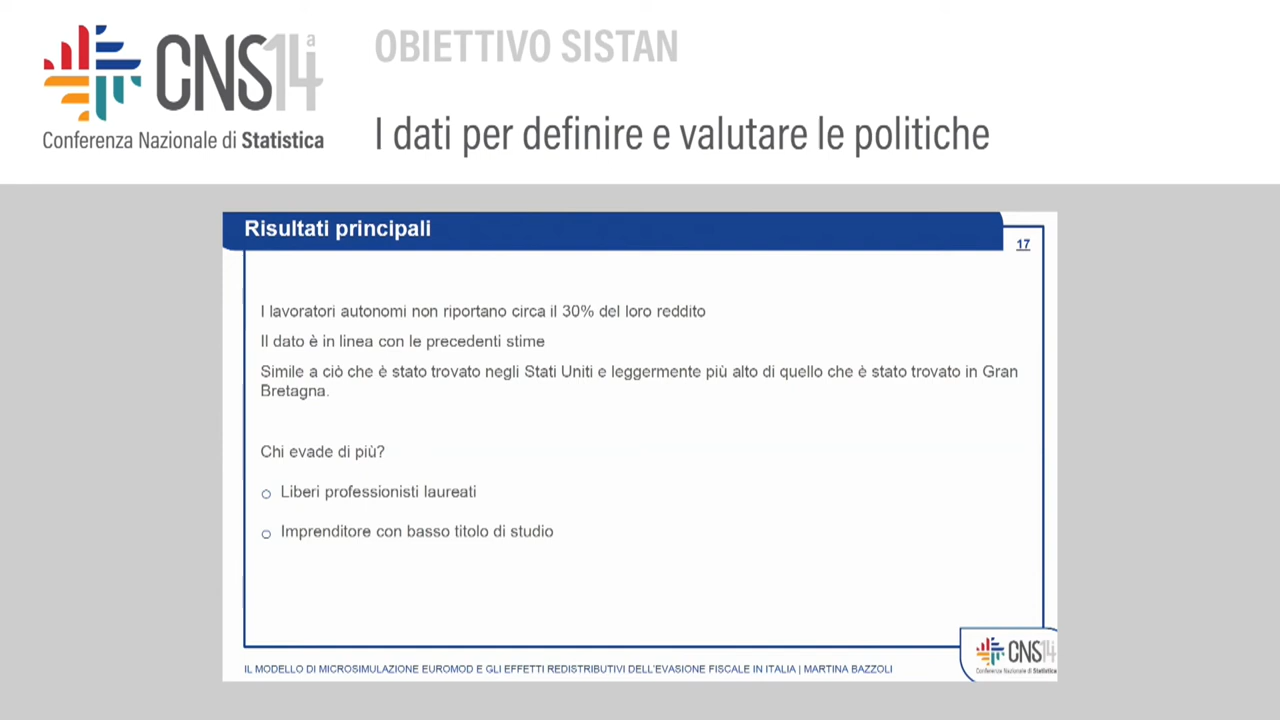 CNS14ª
Conferenza Nazionale di Statistica
OBIETTIVO SISTAN
I dati per definire e valutare le politiche
Risultati principali
17
I lavoratori autonomi non riportano circa il 30% del loro reddito
Il dato è in linea con le precedenti stime
Simile a ciò che è stato trovato negli Stati Uniti e leggermente più alto di quello che è stato trovato in Gran
Bretagna.
Chi evade di più?
Liberi professionisti laureati
Imprenditore con basso titolo di studio
IL MODELLO DI MICROSIMULAZIONE EUROMOD E GLI EFFETTI REDISTRIBUTIVI DELL'EVASIONE FISCALE IN ITALIA | MARTINA BAZZOLI
CNS14
Conferenza Nazionale di Statistica